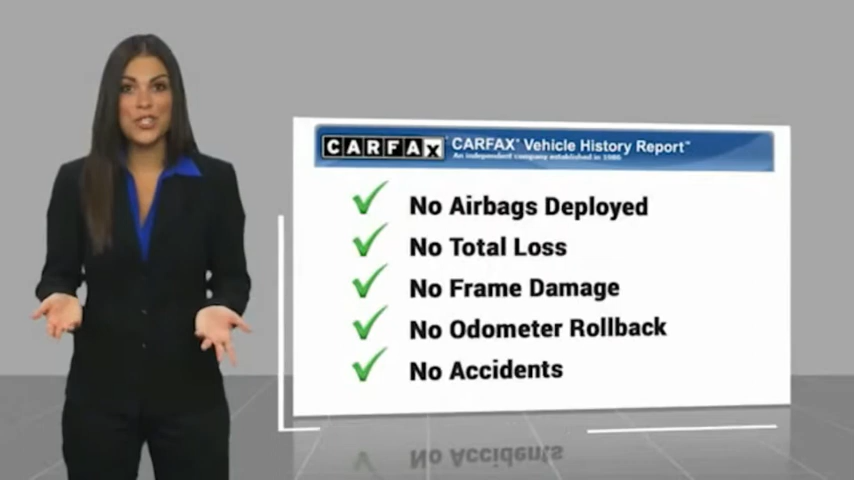 CARFAX CARFAX Vehicle History Report™
An independent company established in 1986
No Airbags Deployed
No Total Loss
No Frame Damage
No Odometer Rollback
No Accidents
No Accidents